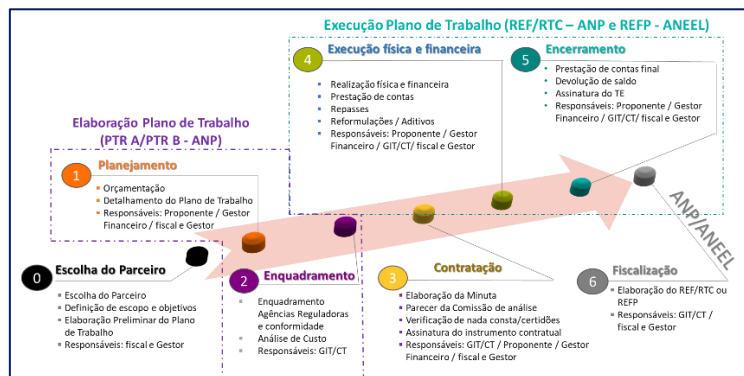 Execução Plano de Trabalho (REF/RTC – ANP e REFP - ANEEL)
4
Execução física e financeira
Realização física e financeira
Prestação de contas
Repasses
Reformulações / Aditivos
Responsáveis: Proponente / Gestor
Financeiro / GIT/CT/ fiscal e Gestor
5
Encerramento
Prestação de contas final
Devolução de saldo
Assinatura do TE
Responsáveis: Proponente / Gestor
Financeiro / GIT/CT/ fiscal e Gestor
Elaboração Plano de Trabalho
(PTR A/PTR B - ANP)
1
Planejamento
Orçamentação
Detalhamento do Plano de Trabalho
Responsáveis: Proponente / Gestor
Financeiro / fiscal e Gestor
ANP/ANEEL
0
Escolha do Parceiro
Escolha do Parceiro
Definição de escopo e objetivos
Elaboração Preliminar do Plano
de Trabalho
Responsáveis: fiscal e Gestor
2
Enquadramento
Enquadramento
Agências Reguladoras
e conformidade
Análise de Custo
Responsáveis: GIT/CT
3
Contratação
Elaboração da Minuta
Parecer da Comissão de análise
Verificação de nada consta/certidões
Assinatura do instrumento contratual
Responsáveis: GIT/CT / Proponente / Gestor
Financeiro / fiscal e Gestor
6
Fiscalização
Elaboração do REF/RTC ou
REFP
Responsáveis: GIT/CT /
fiscal e Gestor